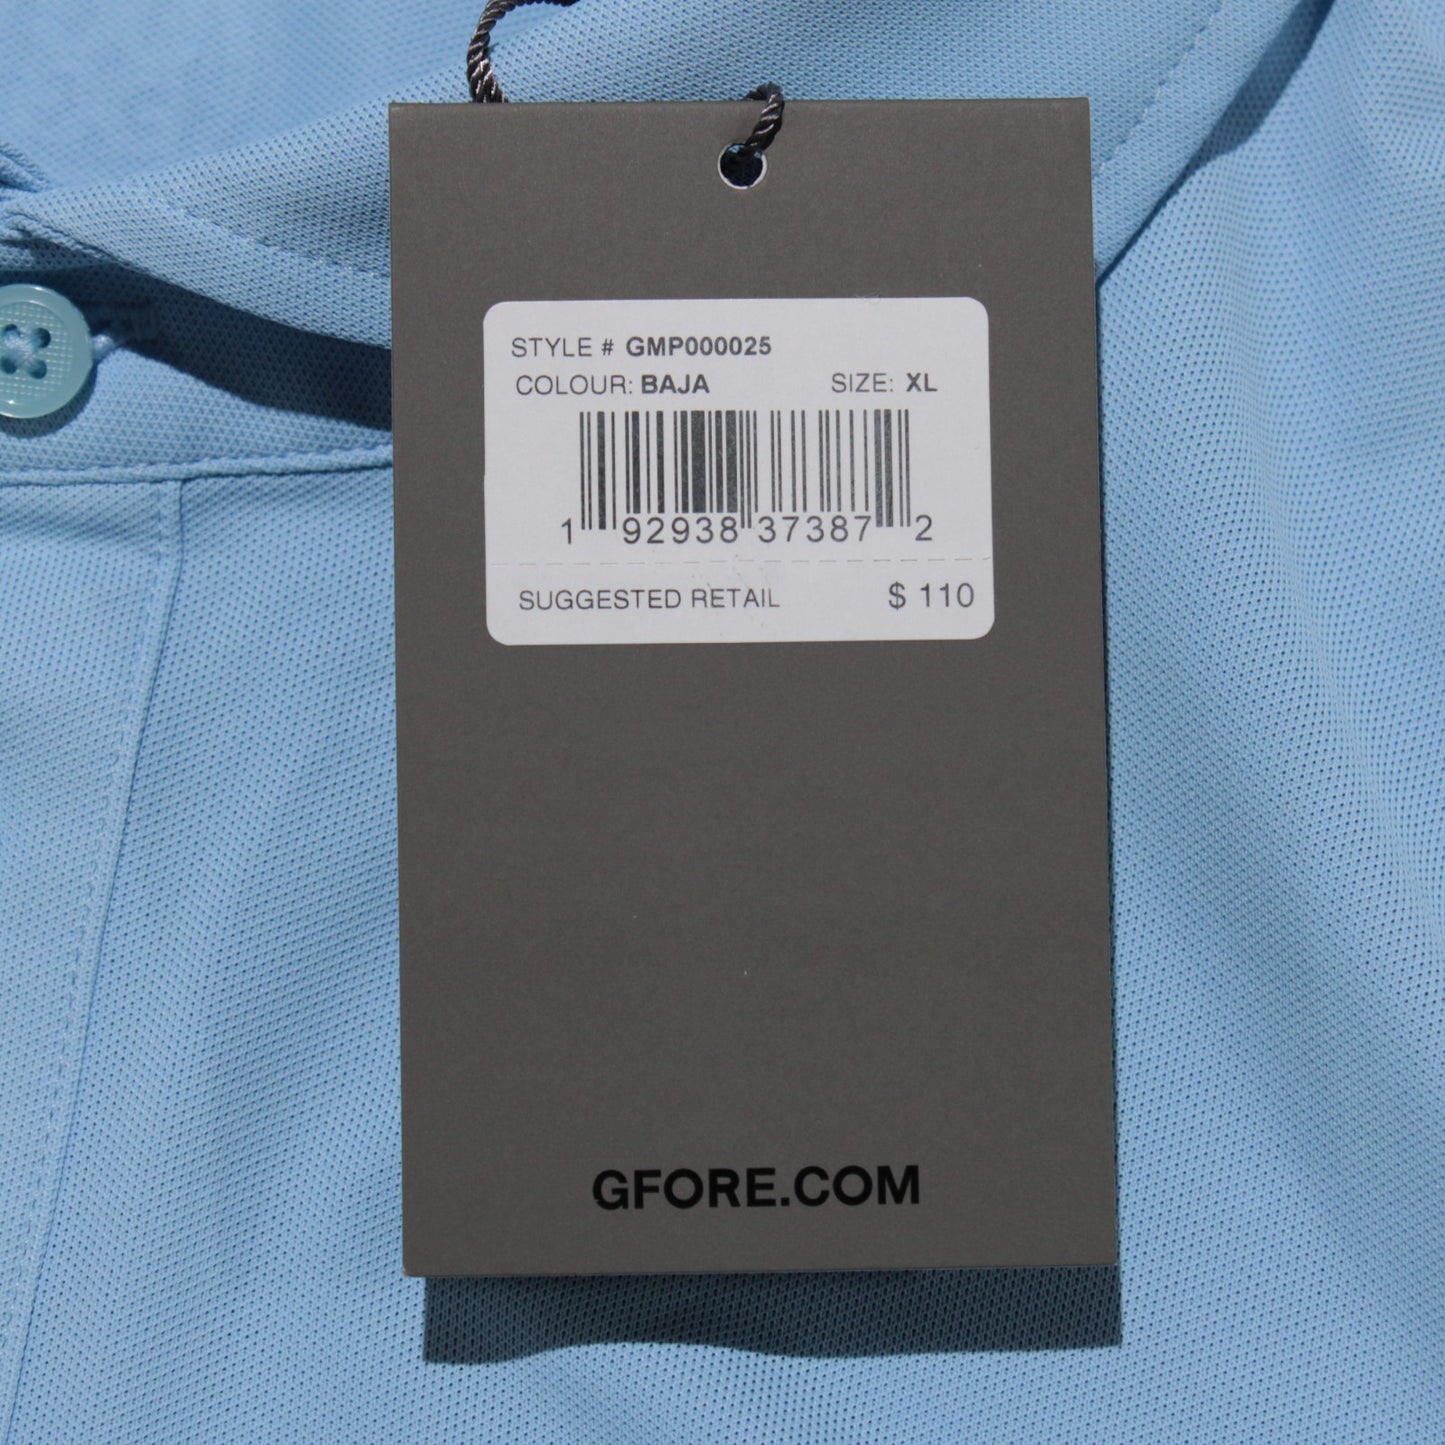 STYLE # GMP000025
COLOUR: BAJA SIZE: XL
1 92938 37387 2
SUGGESTED RETAIL $ 110
GFORE.COM